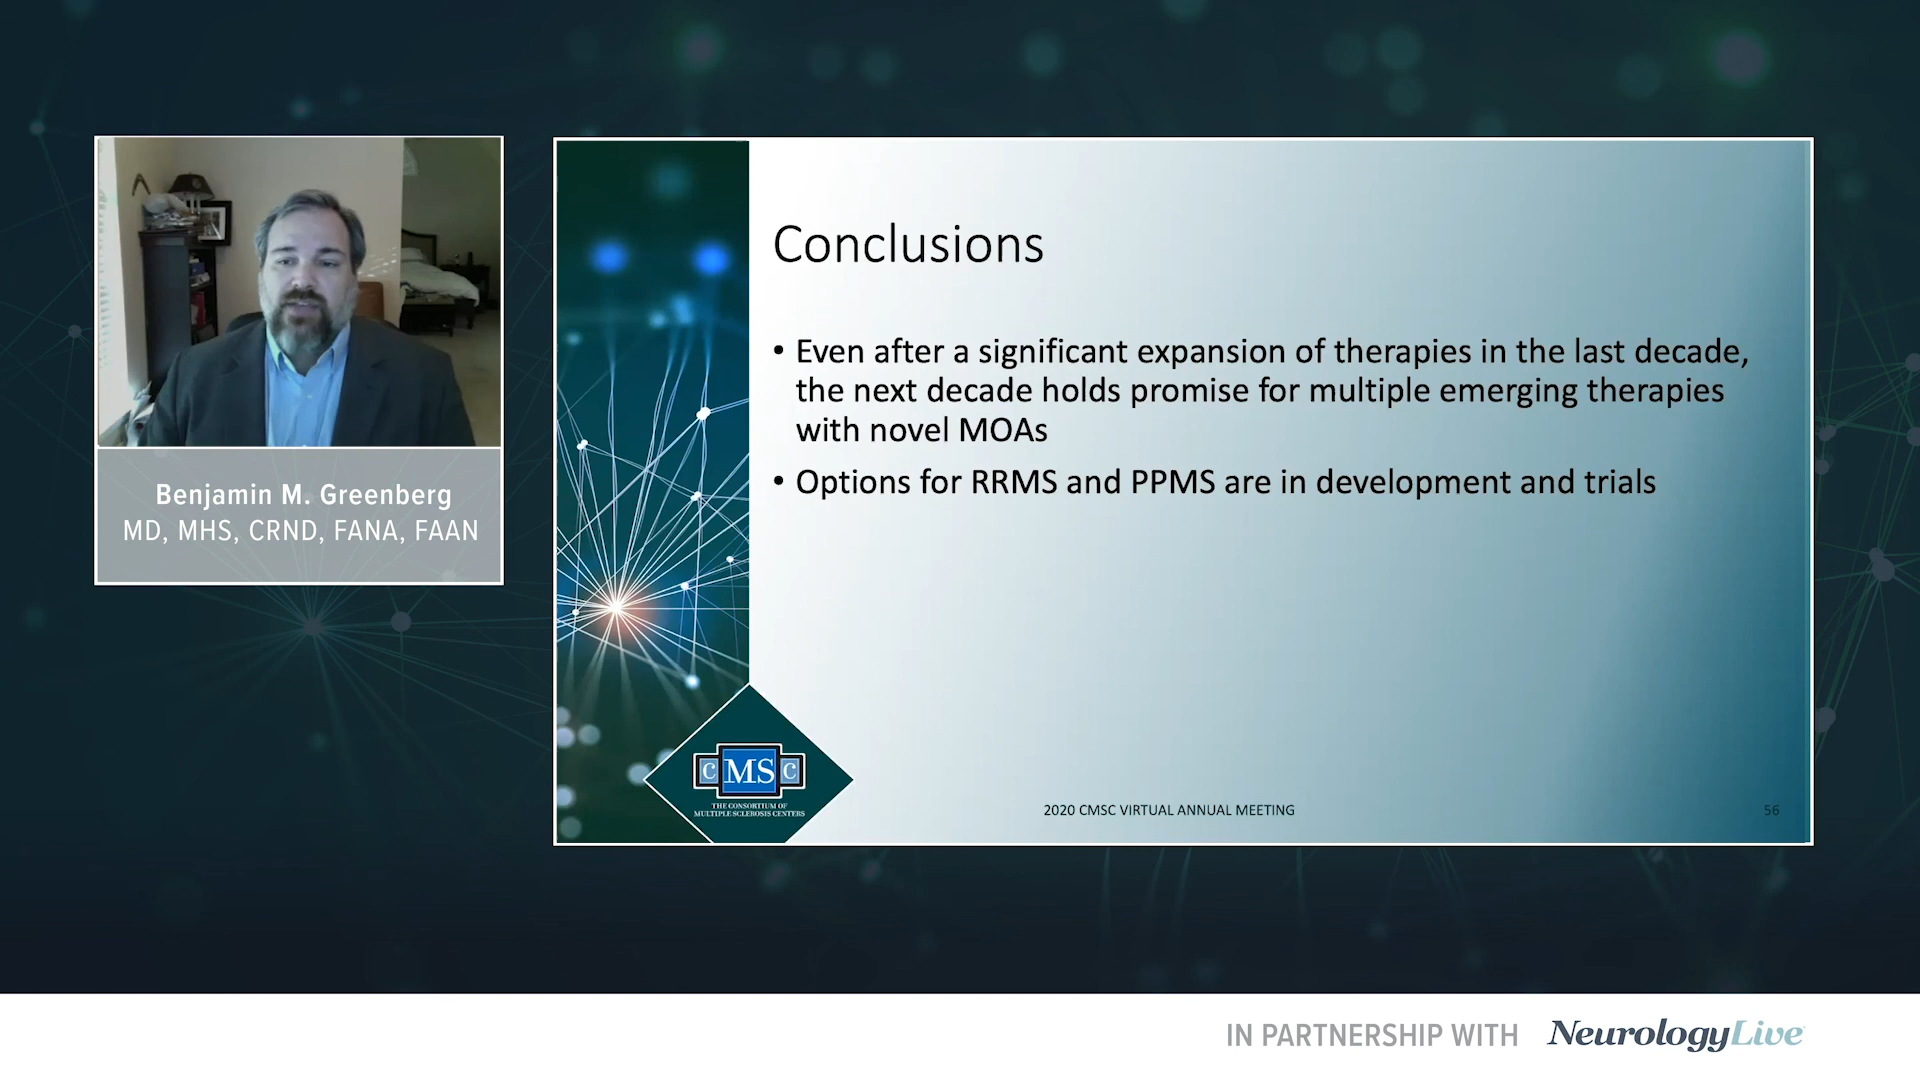 Benjamin M. Greenberg
MD, MHS, CRND, FANA, FAAN
Conclusions
• Even after a significant expansion of therapies in the last decade,
the next decade holds promise for multiple emerging therapies
with novel MOAs
• Options for RRMS and PPMS are in development and trials
C MS C
THE CONSORTIUM OF
MULTIPLE SCLEROSIS CENTERS
2020 CMSC VIRTUAL ANNUAL MEETING
56
IN PARTNERSHIP WITH NeurologyLive